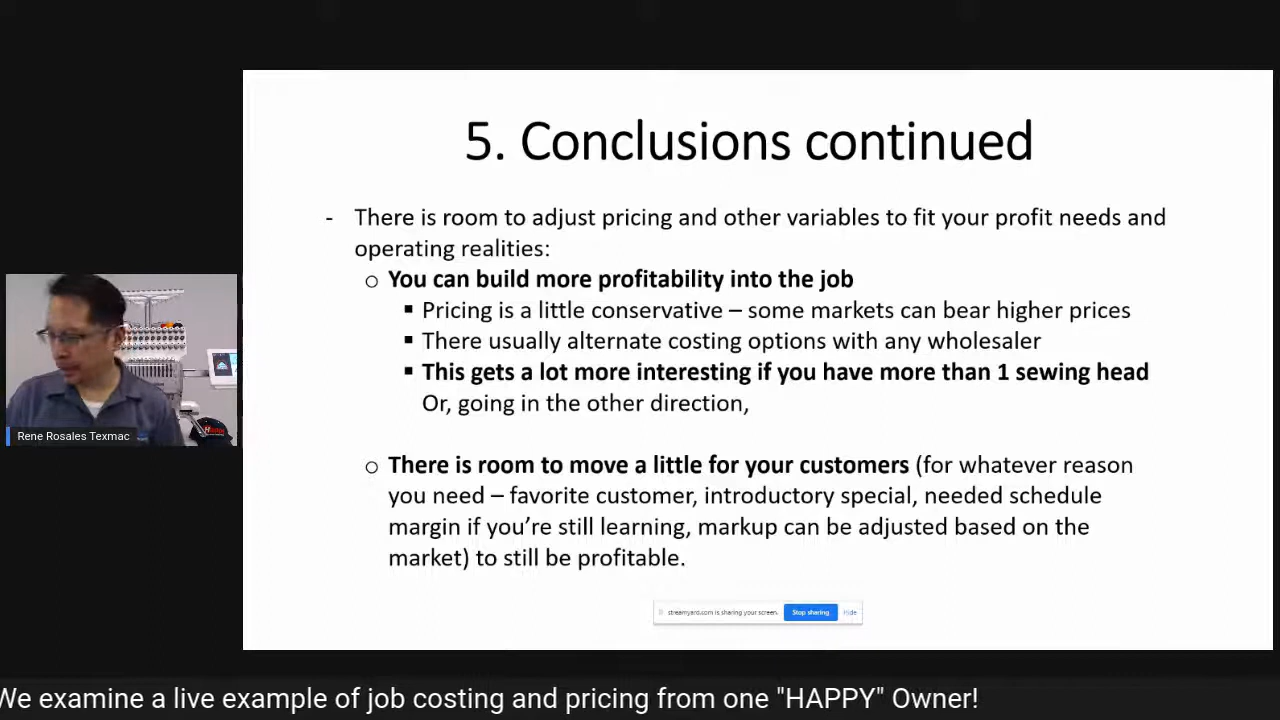 5. Conclusions continued
- There is room to adjust pricing and other variables to fit your profit needs and
operating realities:
o You can build more profitability into the job
▪ Pricing is a little conservative – some markets can bear higher prices
▪ There usually alternate costing options with any wholesaler
▪ This gets a lot more interesting if you have more than 1 sewing head
Or, going in the other direction,
o There is room to move a little for your customers (for whatever reason
you need – favorite customer, introductory special, needed schedule
margin if you’re still learning, markup can be adjusted based on the
market) to still be profitable.
streamyard.com is sharing your screen. Stop sharing Hide
Rene Rosales Texmac
We examine a live example of job costing and pricing from one "HAPPY" Owner!